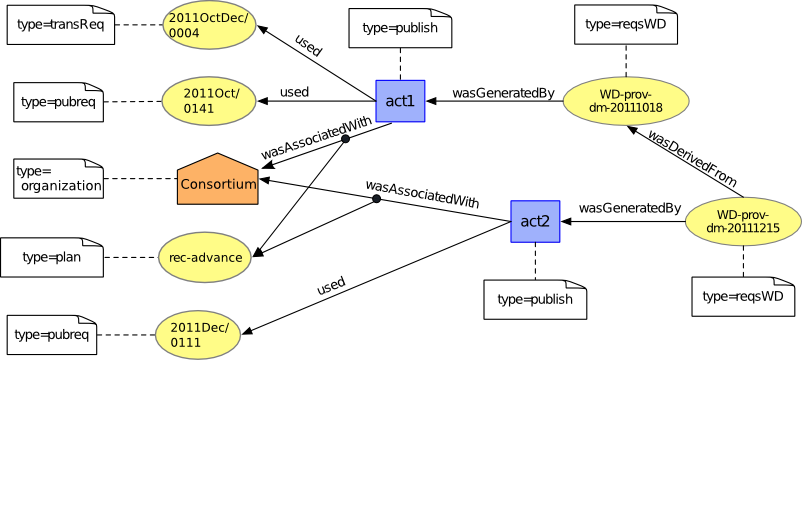 type=transReq
2011OctDec/
0004
used
type=publish
type=reqsWD
type=pubreq
2011Oct/
0141
used
act1
wasGeneratedBy
WD-prov-
dm-20111018
wasAssociatedWith
wasDerivedFrom
type=
organization
Consortium
wasAssociatedWith
act2
wasGeneratedBy
WD-prov-
dm-20111215
type=plan
rec-advance
used
type=publish
type=reqsWD
type=pubreq
2011Dec/
0111